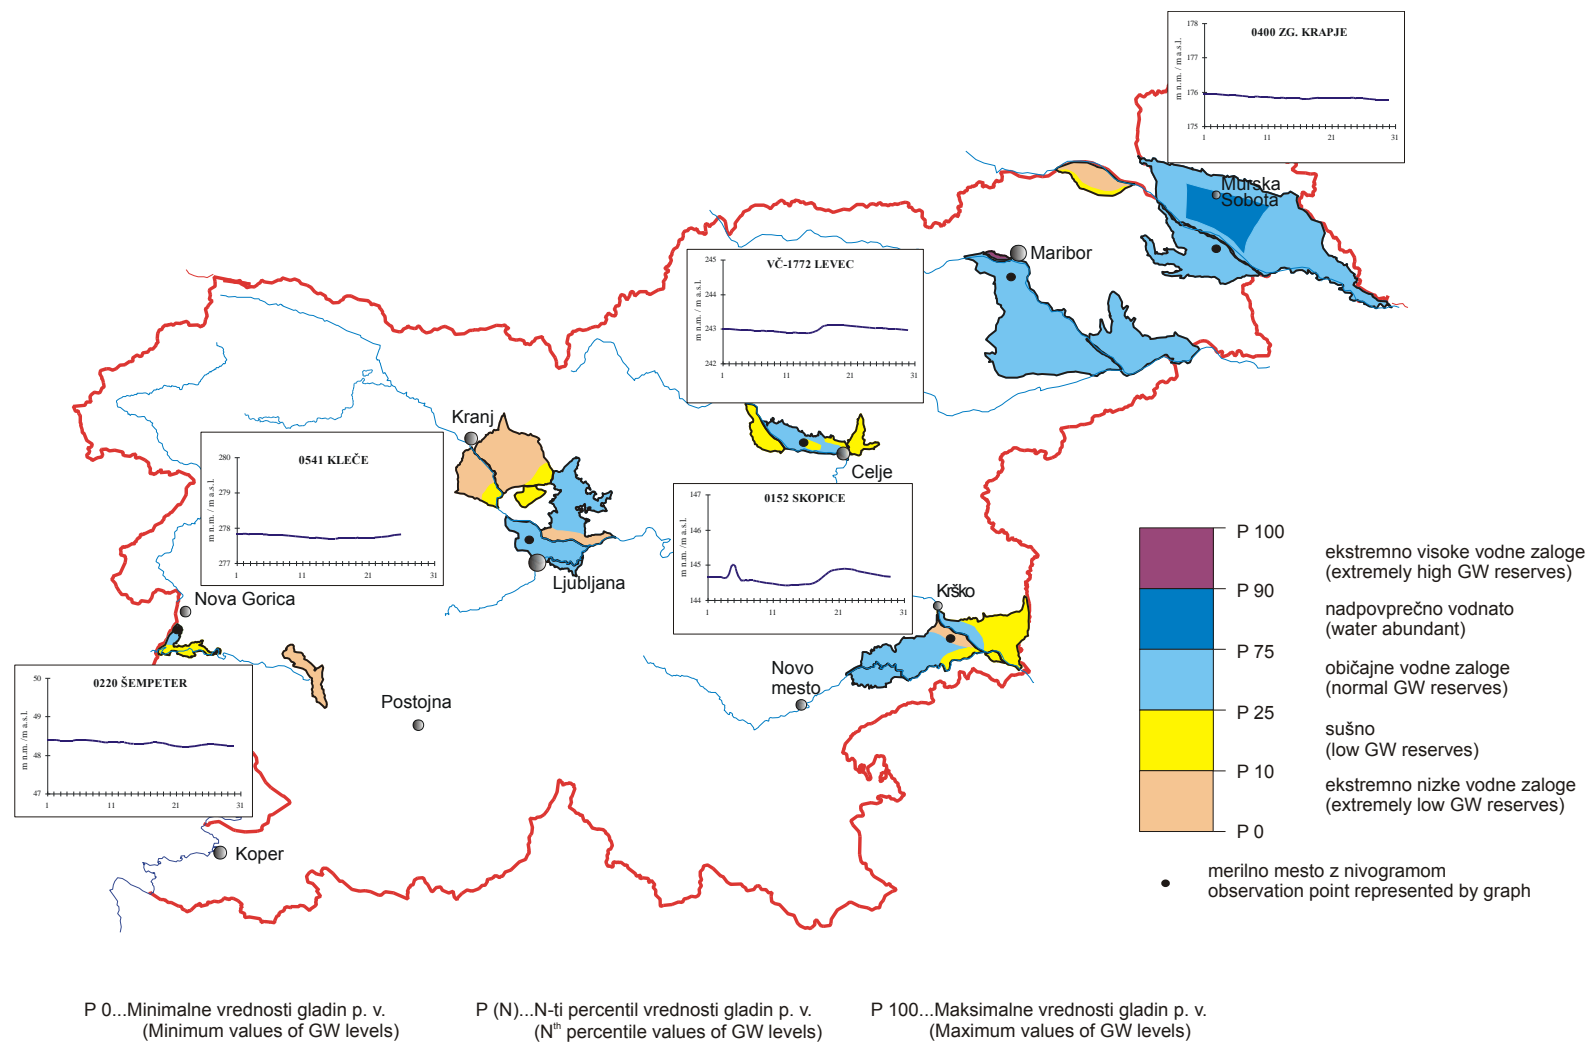 0400 ZG. KRAPJE
m n.m. / m a.s.l.
178
177
176
175
1
11
21
31
Murska
Sobota
Maribor
VČ-1772 LEVEC
m n.m. / m a.s.l.
245
244
243
242
1
11
21
31
Kranj
Celje
0541 KLEČE
m n.m. / m a.s.l.
280
279
278
277
1
11
21
31
0152 SKOPICE
m n.m. /m a.s.l.
147
146
145
144
1
11
21
31
Ljubljana
Nova Gorica
Krško
Novo
mesto
0220 ŠEMPETER
m n.m. /m a.s.l.
50
49
48
47
1
11
21
31
Postojna
Koper
P 100
ekstremno visoke vodne zaloge
(extremely high GW reserves)
P 90
nadpovprečno vodnato
(water abundant)
P 75
običajne vodne zaloge
(normal GW reserves)
P 25
sušno
(low GW reserves)
P 10
ekstremno nizke vodne zaloge
(extremely low GW reserves)
P 0
merilno mesto z nivogramom
observation point represented by graph
P 0...Minimalne vrednosti gladin p. v.
(Minimum values of GW levels)
P (N)...N-ti percentil vrednosti gladin p. v.
(Nth percentile values of GW levels)
P 100...Maksimalne vrednosti gladin p. v.
(Maximum values of GW levels)